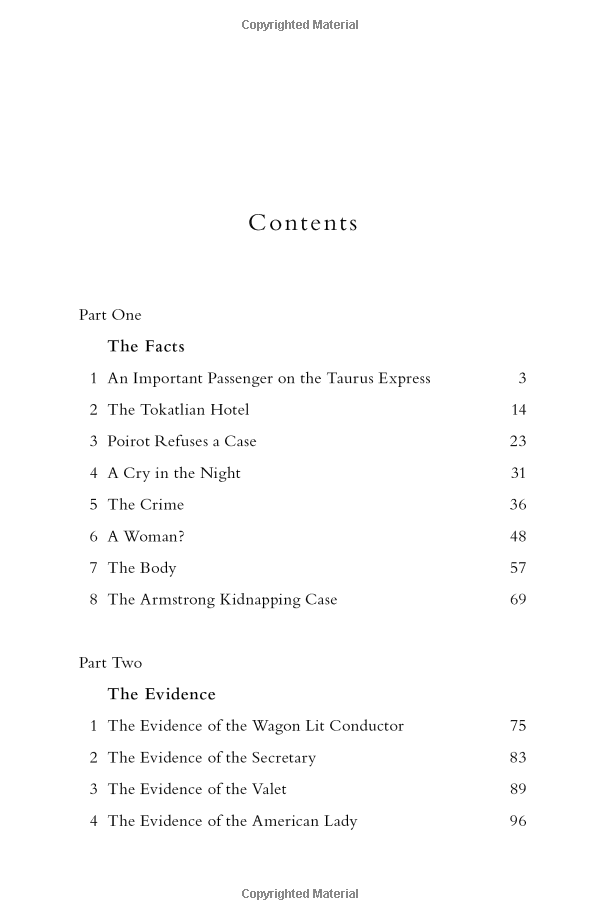 Copyrighted Material
Contents
Part One
The Facts
1 An Important Passenger on the Taurus Express 3
2 The Tokatlian Hotel 14
3 Poirot Refuses a Case 23
4 A Cry in the Night 31
5 The Crime 36
6 A Woman? 48
7 The Body 57
8 The Armstrong Kidnapping Case 69
Part Two
The Evidence
1 The Evidence of the Wagon Lit Conductor 75
2 The Evidence of the Secretary 83
3 The Evidence of the Valet 89
4 The Evidence of the American Lady 96
Copyrighted Material